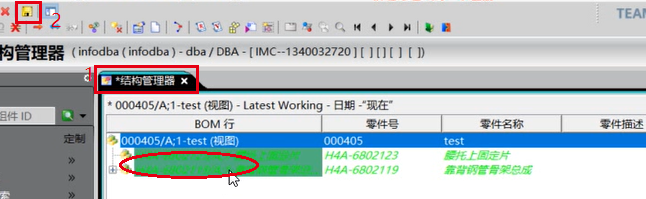 2
TEAM
构管理器 ( infodba ( infodba ) - dba / DBA - [ IMC--1340032720 ] [ ] [ ] [ ] [ ])
1 *结构管理器
组件 ID
* 000405/A;1-test (视图) - Latest Working - 日期 -“现在”
定制
BOM 行 零件号 零件名称 零件描述
000405/A;1-test (视图) 000405 test
H4A-6802123 腰托上固定片
H4A-6802119 靠背钢管骨架总成
索